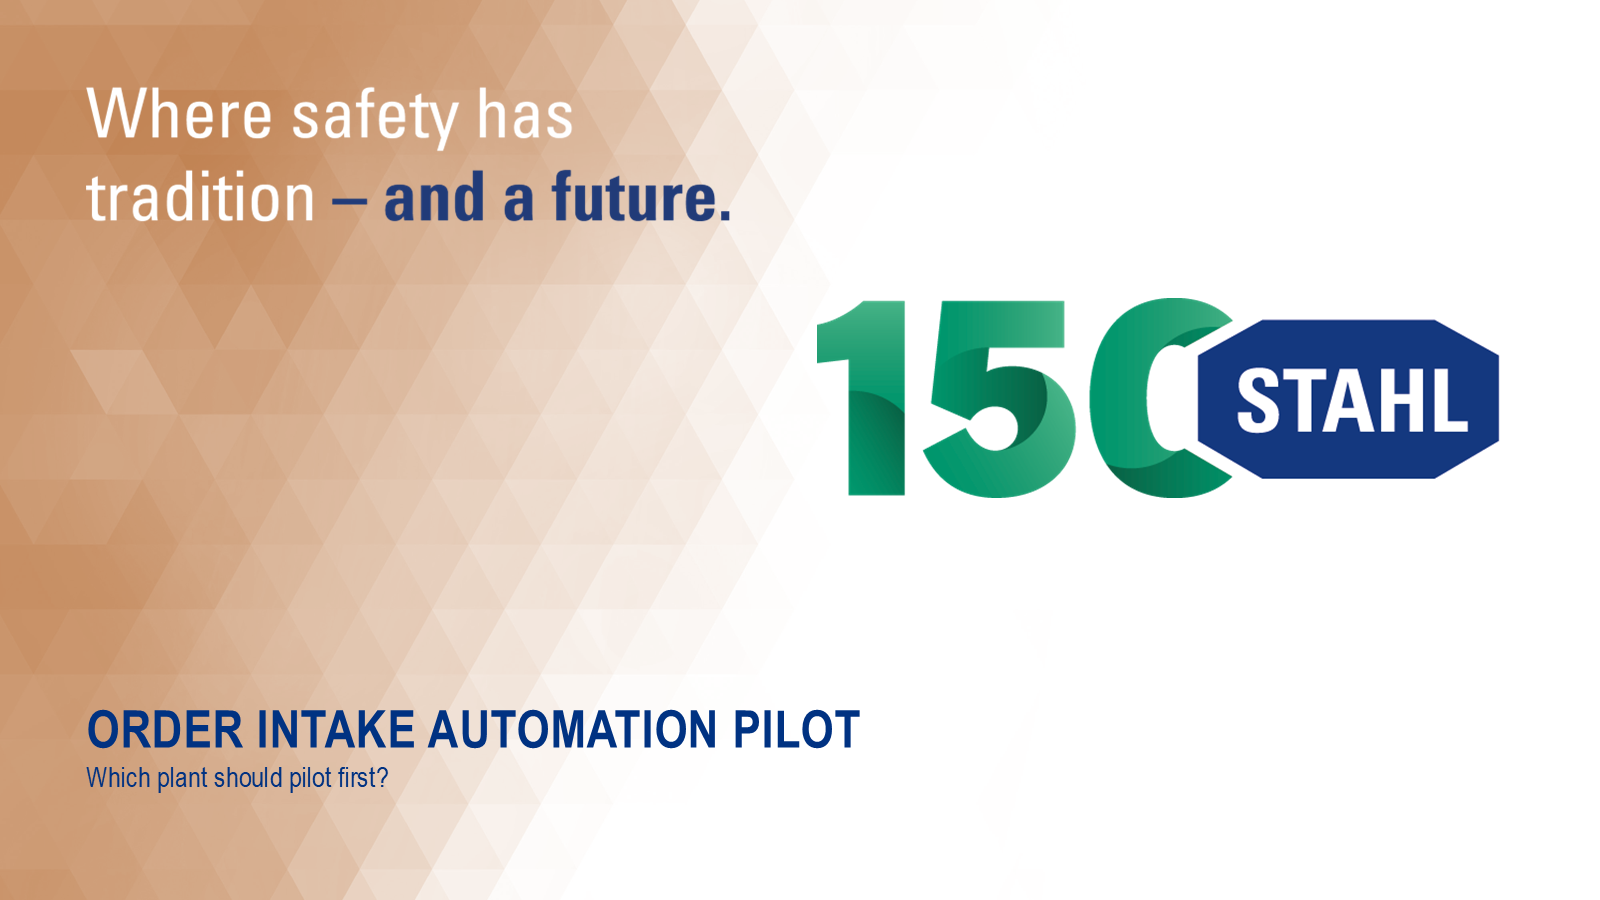 Where safety has
tradition – and a future.
150 STAHL
ORDER INTAKE AUTOMATION PILOT
Which plant should pilot first?